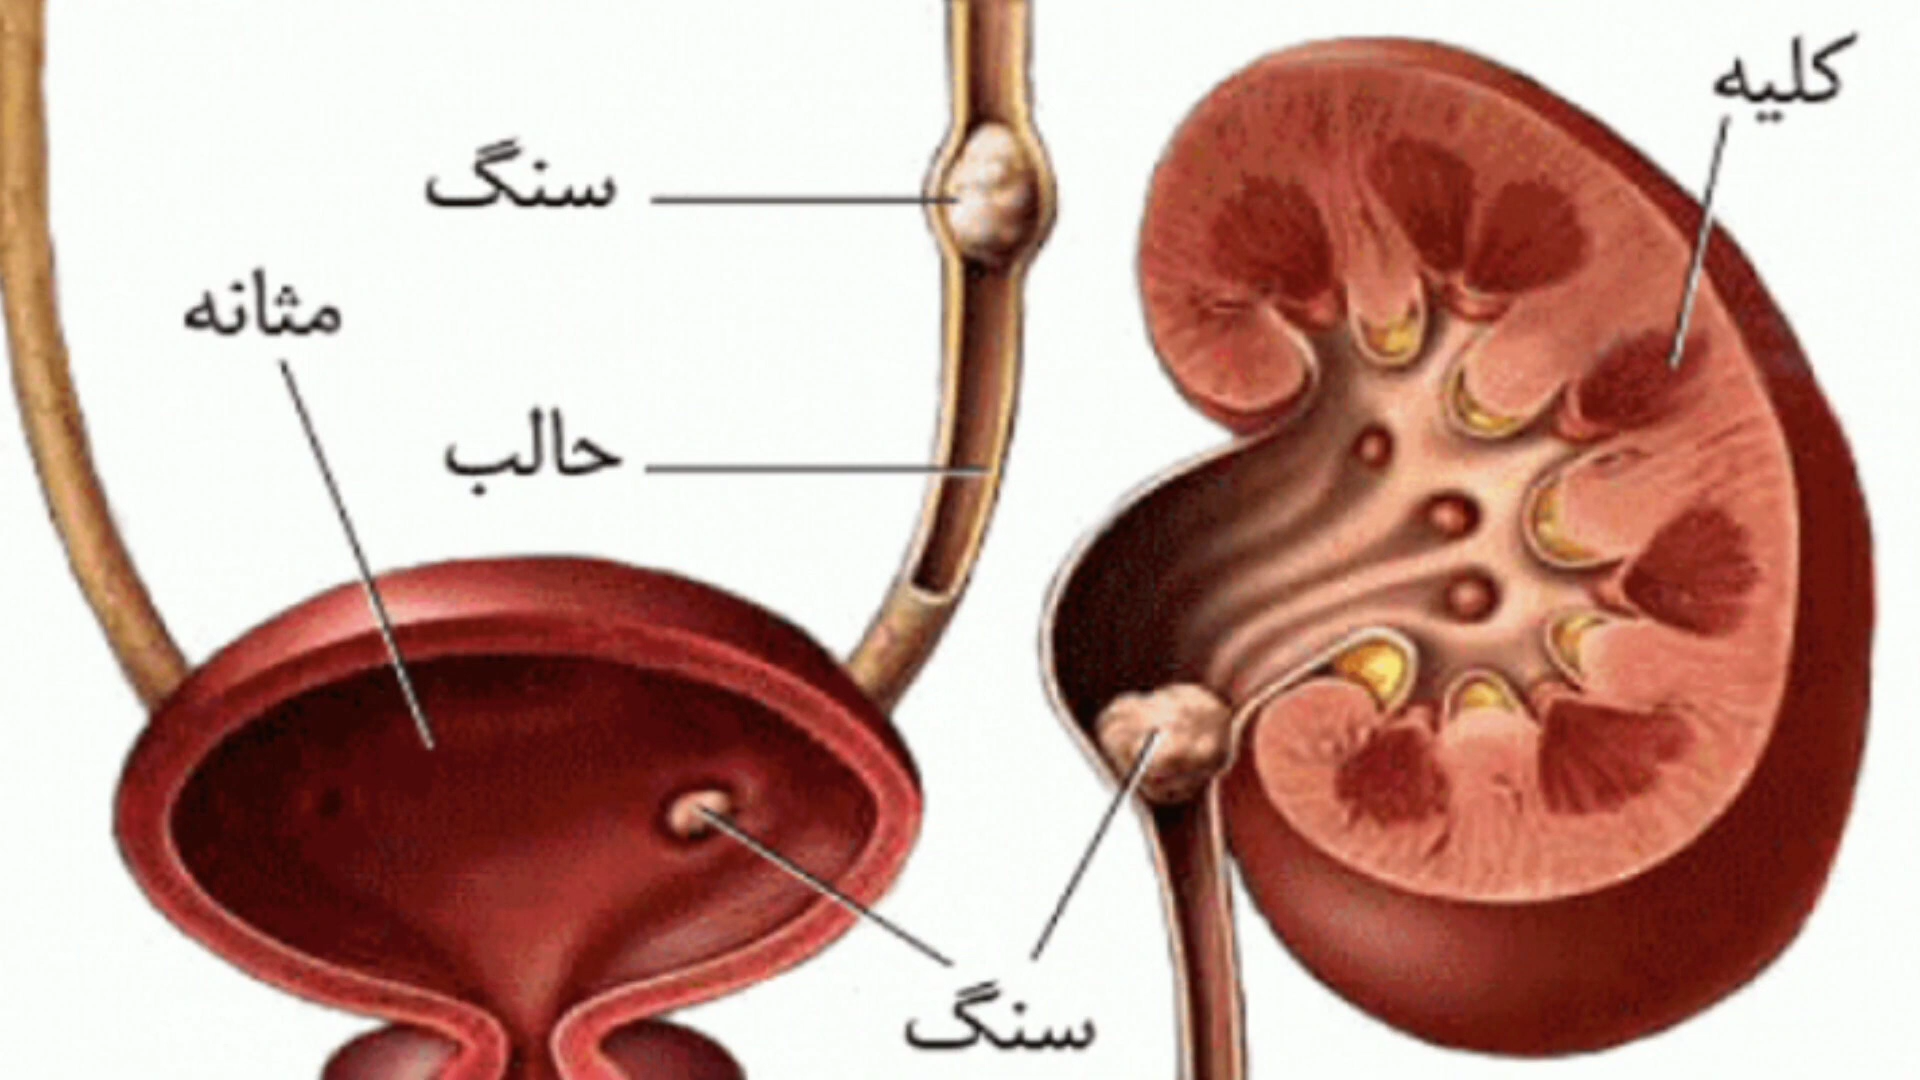 کلیه
سنگ
مثانه
حالب
سنگ